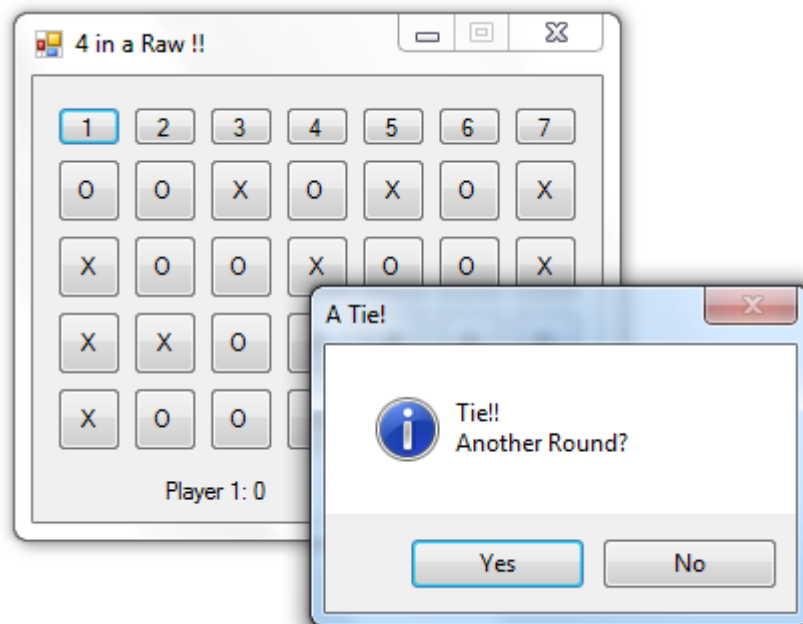 4 in a Raw !!
1 2 3 4 5 6 7
O O X O X O X
X O O X O O X
X X O
X O O
Player 1: 0
A Tie!
Tie!!
Another Round?
Yes No